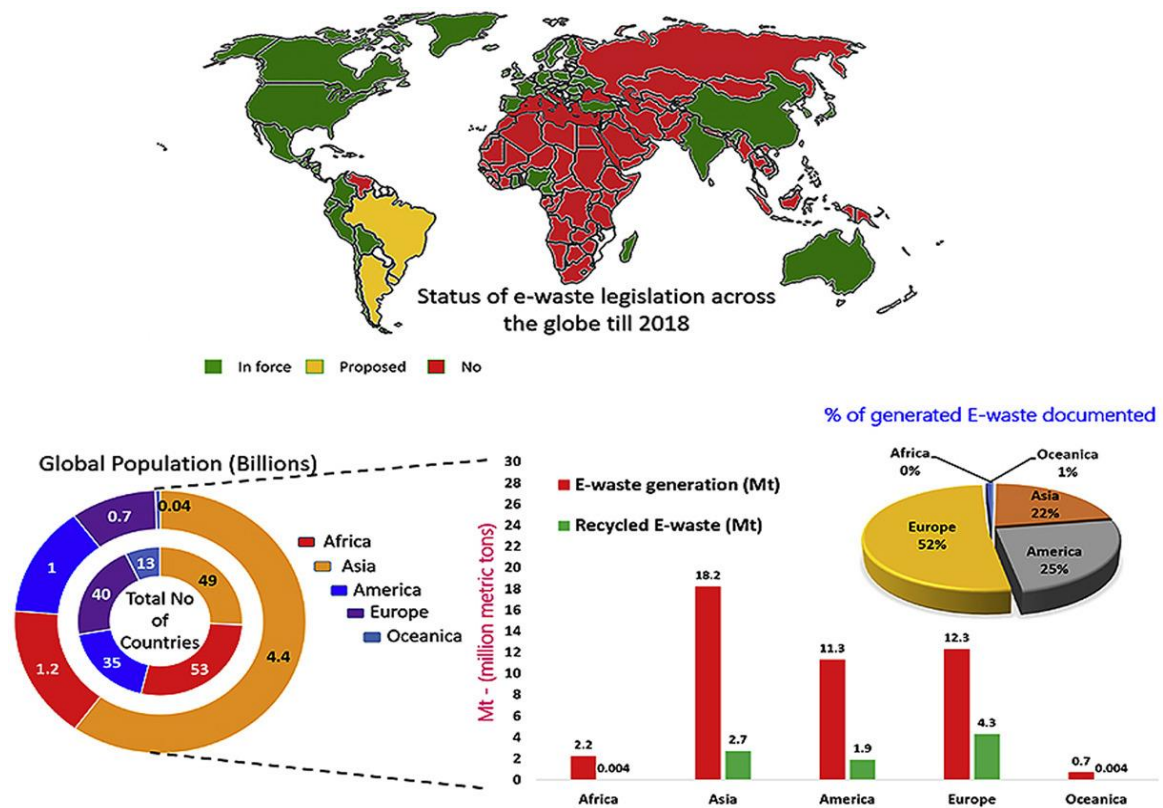 Status of e-waste legislation across
the globe till 2018
In force
Proposed
No
% of generated E-waste documented
Global Population (Billions)
0.04
0.7
1
1.2
4.4
13
40
49
35
53
Total No
of
Countries
Africa
Asia
America
Europe
Oceanica
Mt - (million metric tons)
30
28
26
24
22
20
18
16
14
12
10
8
6
4
2
0
E-waste generation (Mt)
Recycled E-waste (Mt)
Africa
0%
Oceanica
1%
Asia
22%
Europe
52%
America
25%
2.2
0.004
18.2
2.7
11.3
1.9
12.3
4.3
0.7
0.004
Africa
Asia
America
Europe
Oceanica